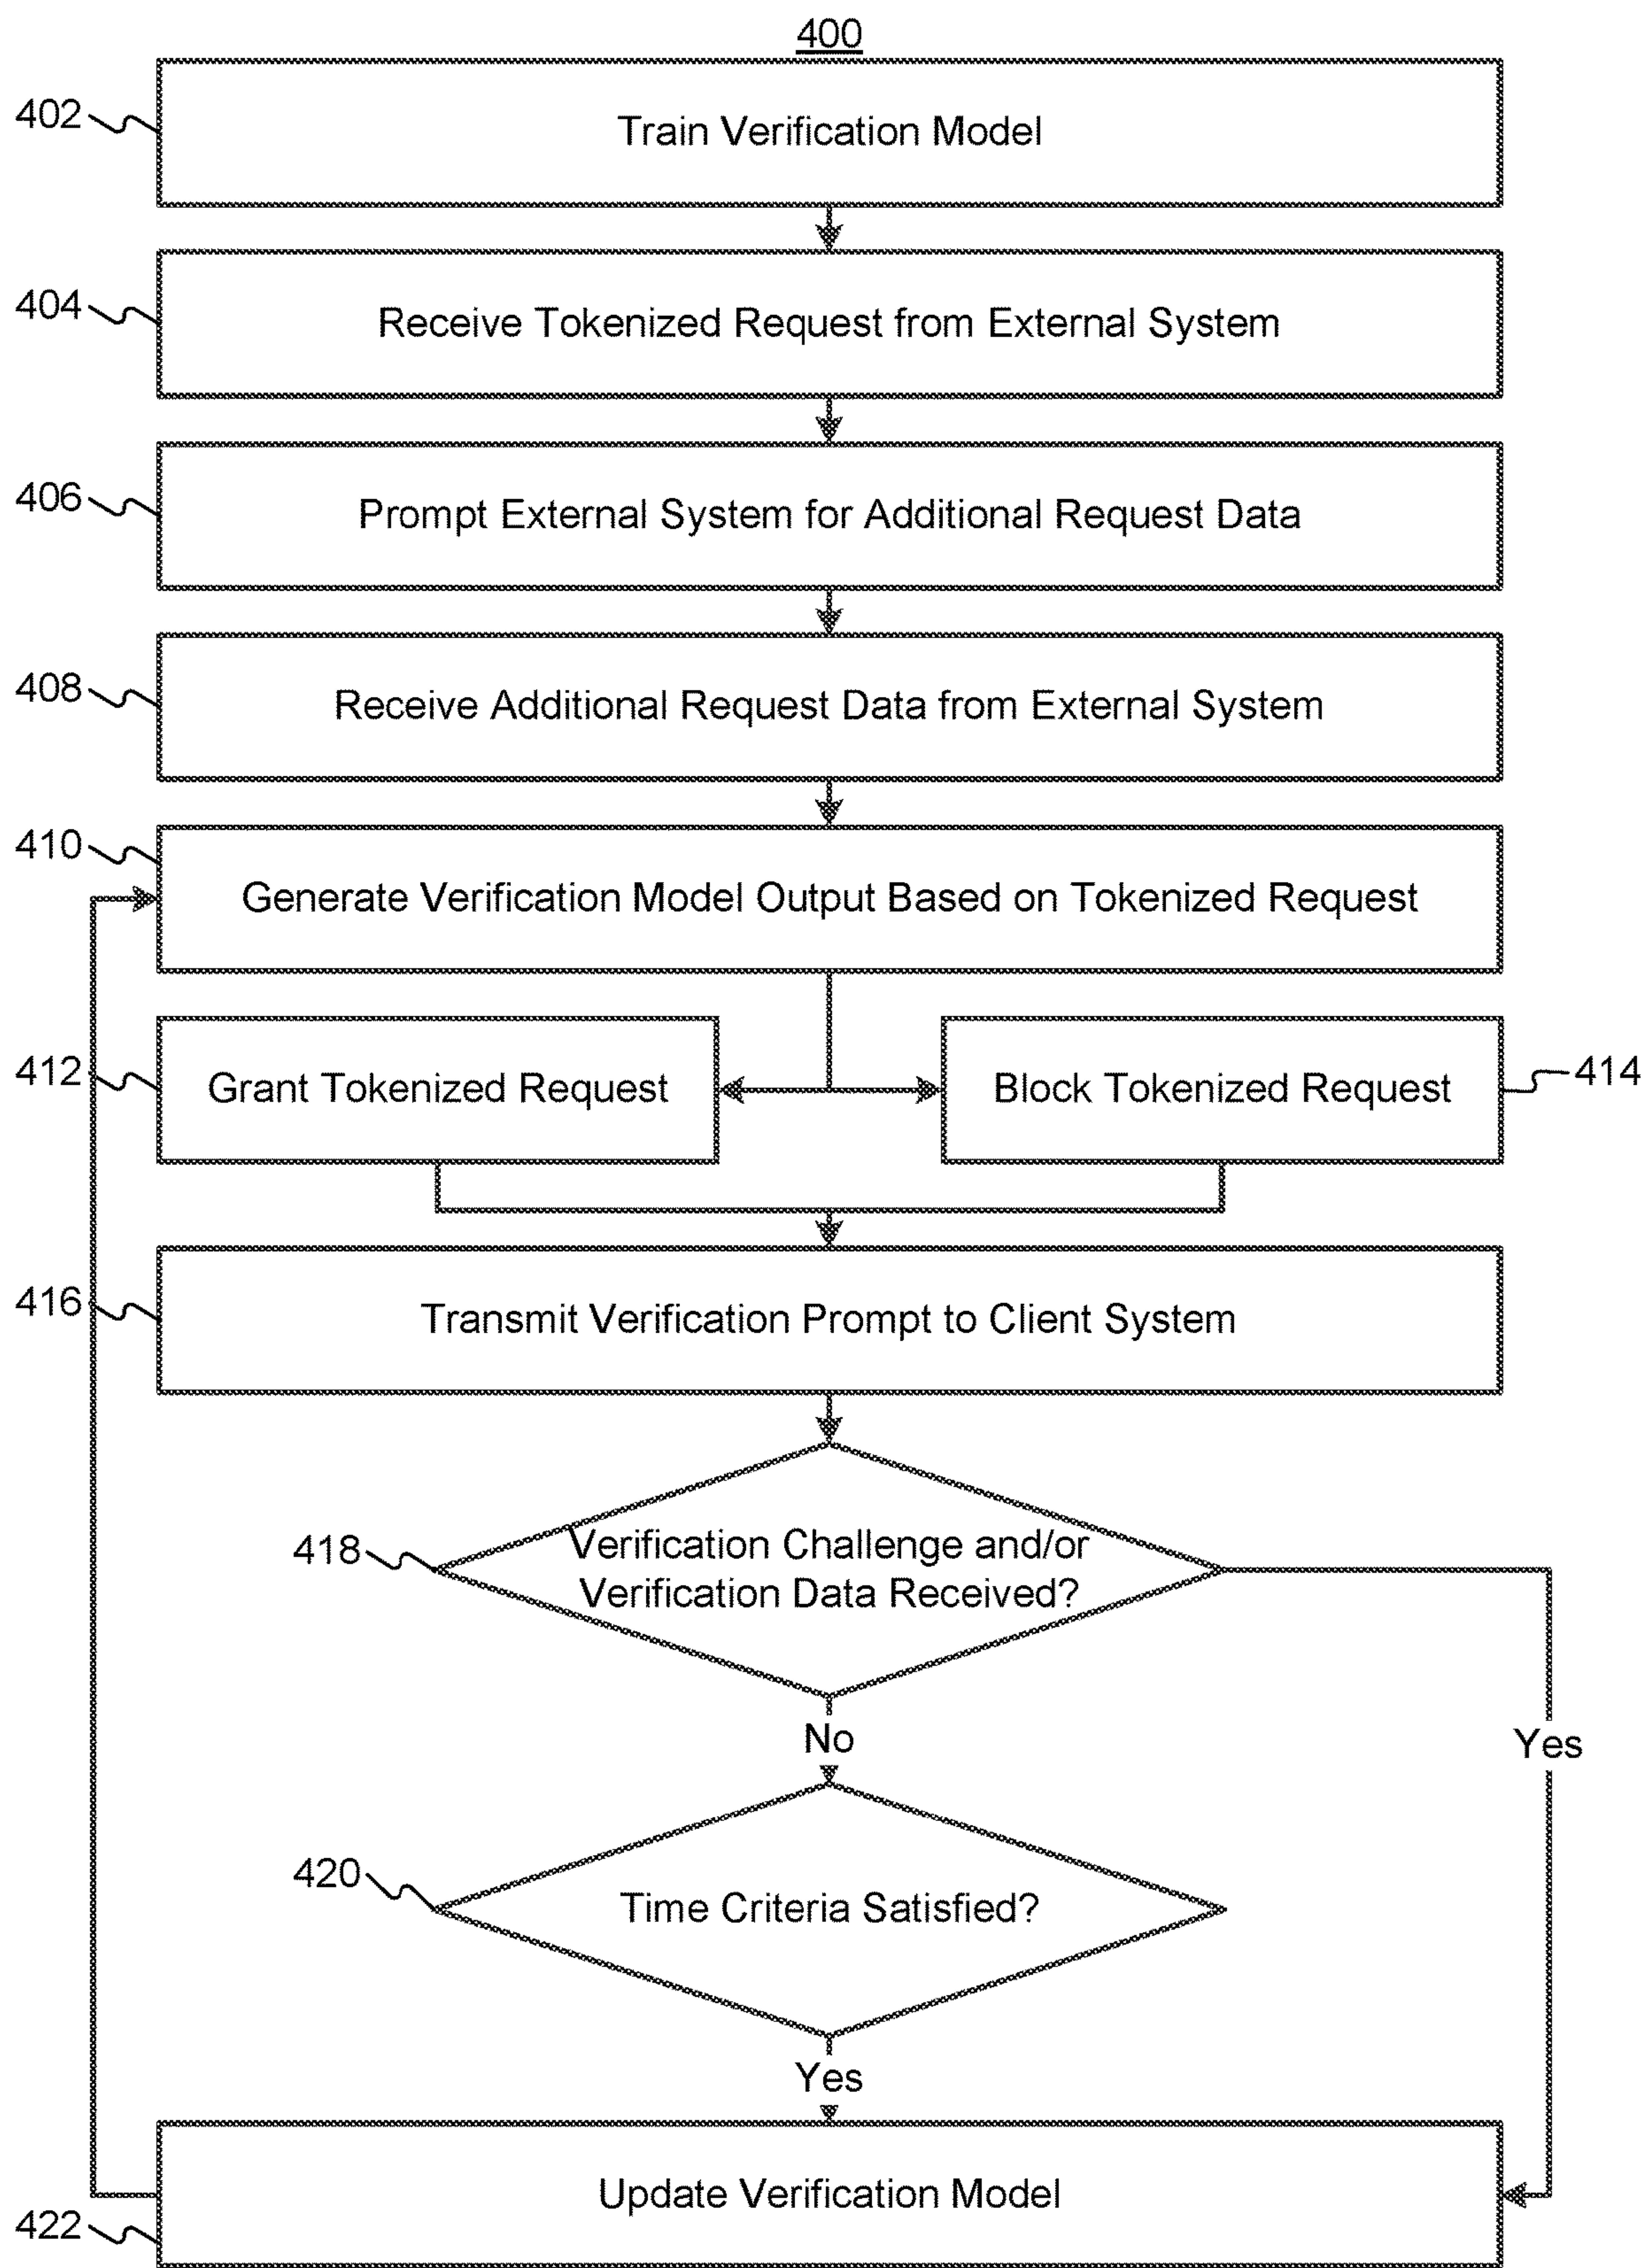 400
402
Train Verification Model
404
Receive Tokenized Request from External System
406
Prompt External System for Additional Request Data
408
Receive Additional Request Data from External System
410
Generate Verification Model Output Based on Tokenized Request
412
Grant Tokenized Request
Block Tokenized Request
414
416
Transmit Verification Prompt to Client System
418
Verification Challenge and/or
Verification Data Received?
No
Yes
420
Time Criteria Satisfied?
Yes
Update Verification Model
422